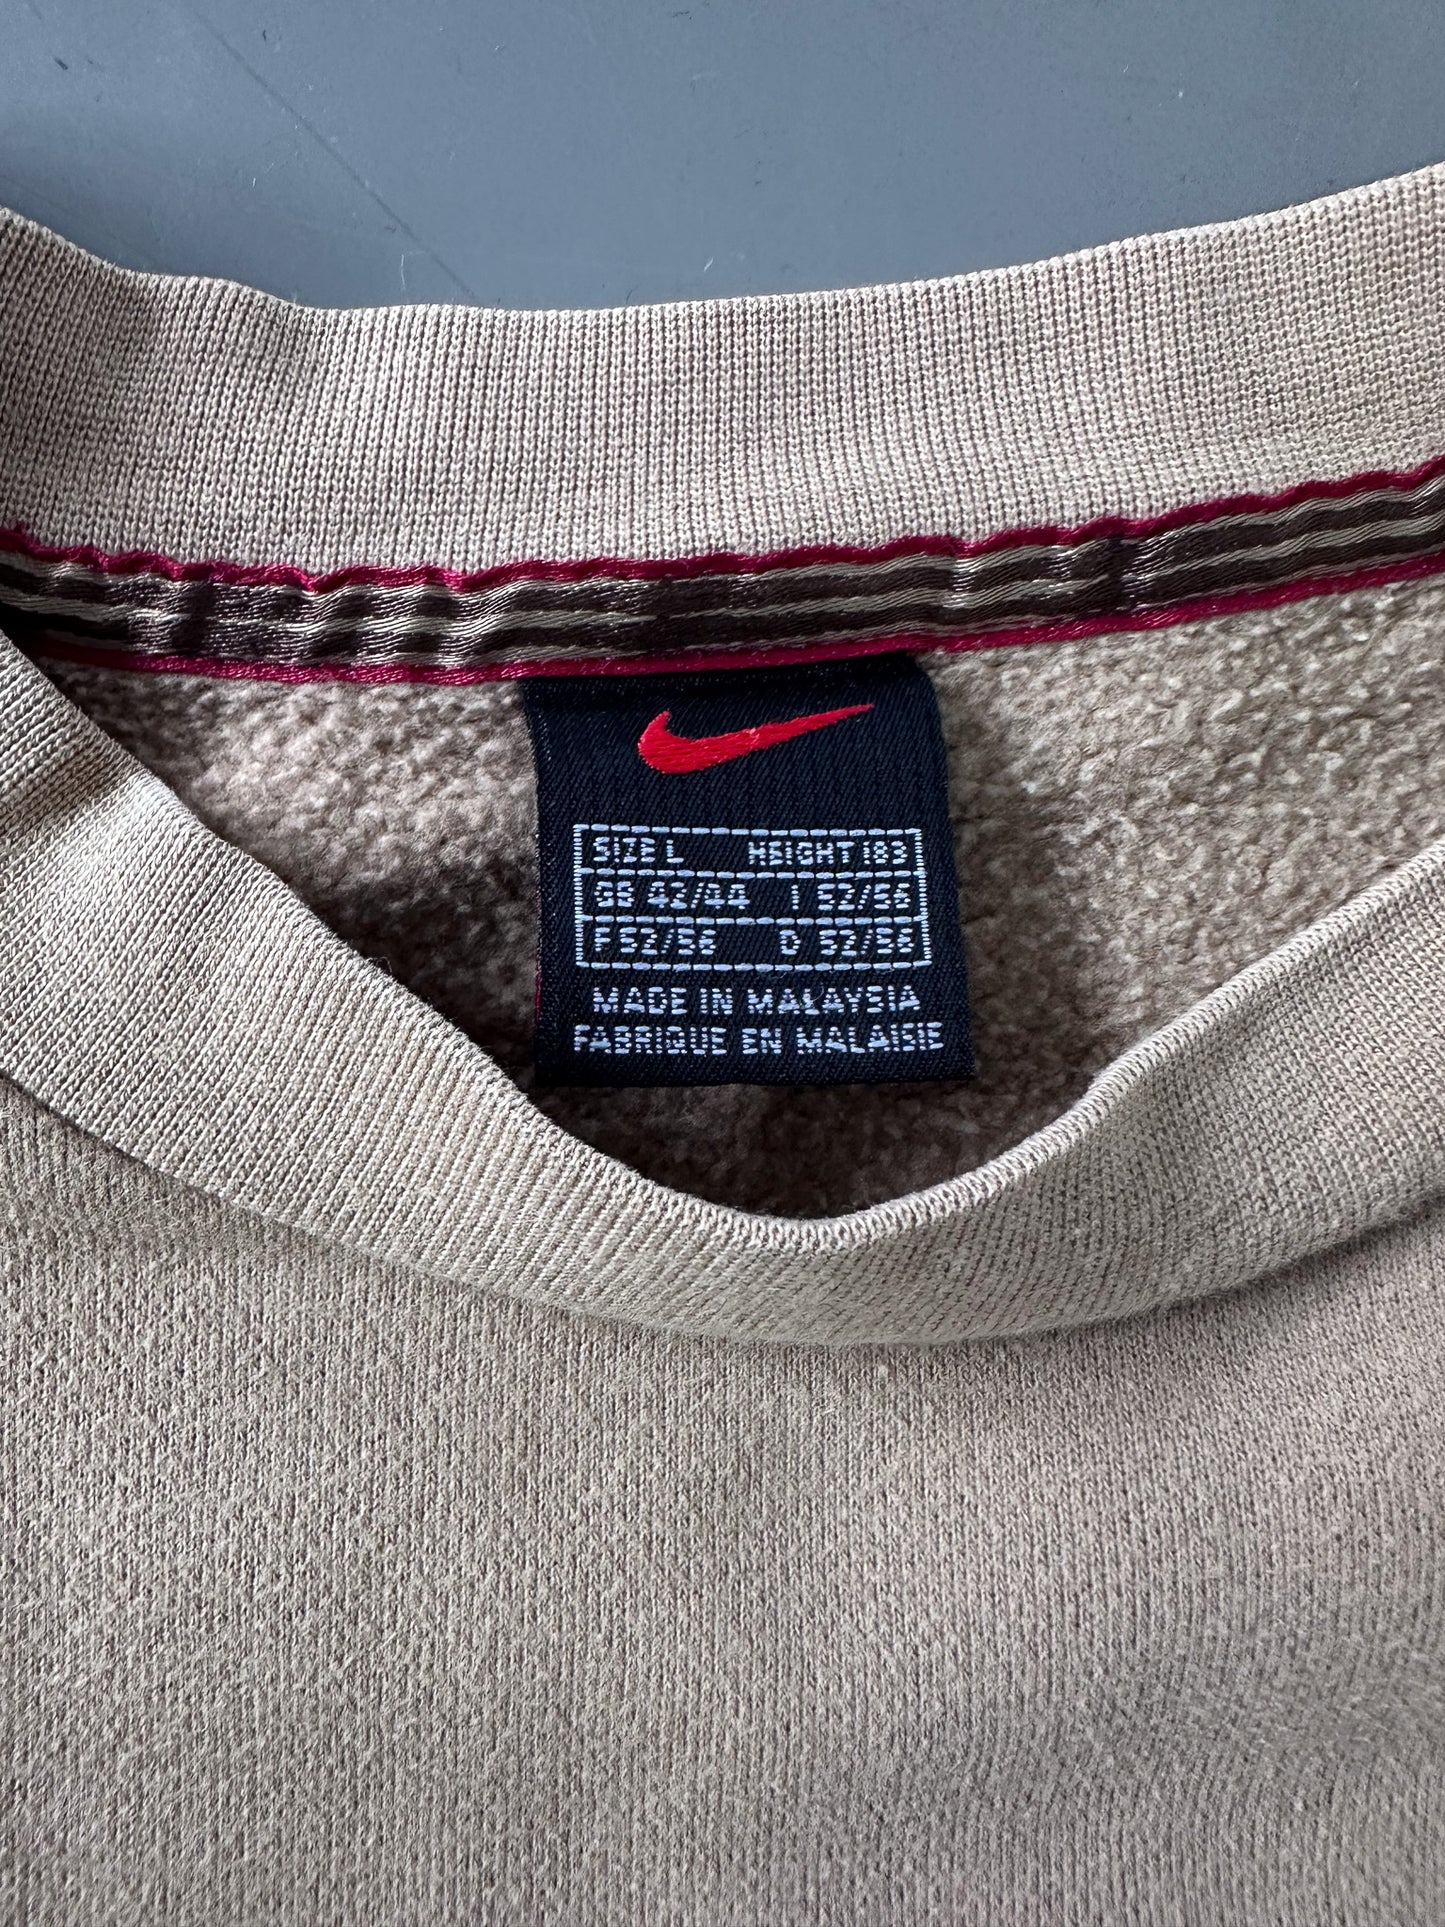 SIZE L HEIGHT 183
GB 42/44 I 52/56
F 52/56 D 52/56
MADE IN MALAYSIA
FABRIQUE EN MALAISIE